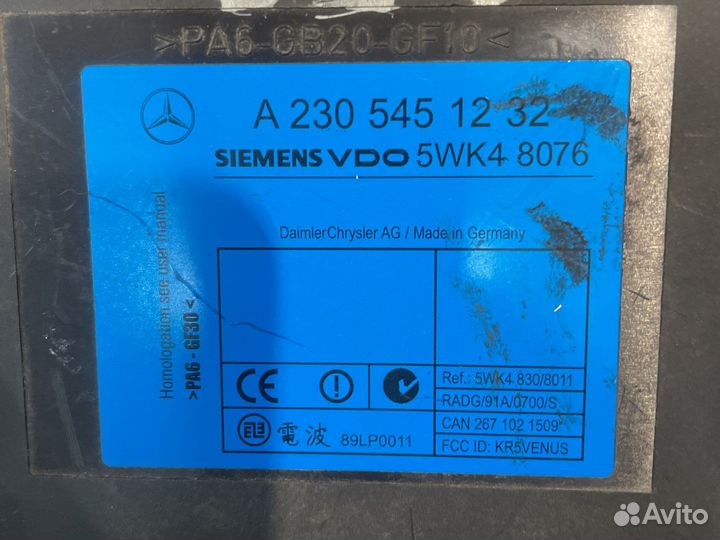 >PA6-GB20-GF10<
A 230 545 12 32
SIEMENS VDO 5WK4 8076
DaimlerChrysler AG / Made in Germany
Homologation see user manual
>PA6 - GF30<
CE
Ref.: 5WK4 830/8011
RADG/91A/0700/S
CAN 267 102 1509
FCC ID: KR5VENUS
電波 89LP0011
Avito